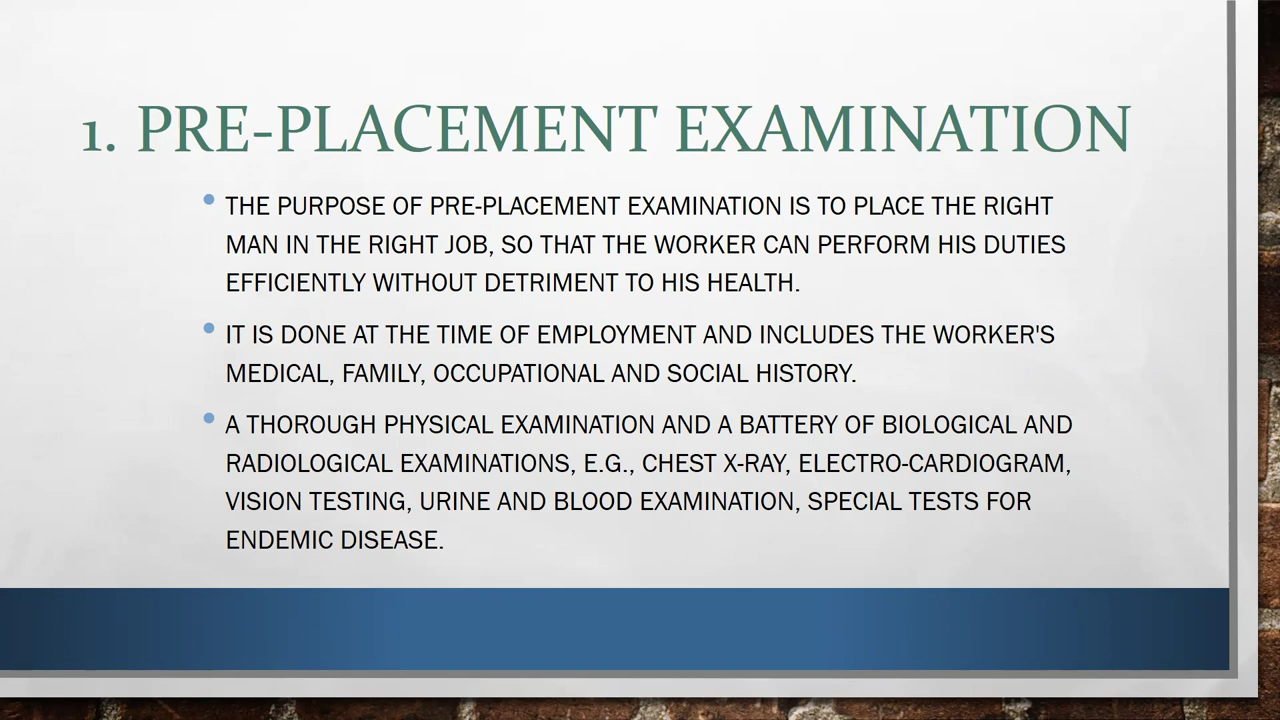 1. PRE-PLACEMENT EXAMINATION
• THE PURPOSE OF PRE-PLACEMENT EXAMINATION IS TO PLACE THE RIGHT
MAN IN THE RIGHT JOB, SO THAT THE WORKER CAN PERFORM HIS DUTIES
EFFICIENTLY WITHOUT DETRIMENT TO HIS HEALTH.
• IT IS DONE AT THE TIME OF EMPLOYMENT AND INCLUDES THE WORKER'S
MEDICAL, FAMILY, OCCUPATIONAL AND SOCIAL HISTORY.
• A THOROUGH PHYSICAL EXAMINATION AND A BATTERY OF BIOLOGICAL AND
RADIOLOGICAL EXAMINATIONS, E.G., CHEST X-RAY, ELECTRO-CARDIOGRAM,
VISION TESTING, URINE AND BLOOD EXAMINATION, SPECIAL TESTS FOR
ENDEMIC DISEASE.